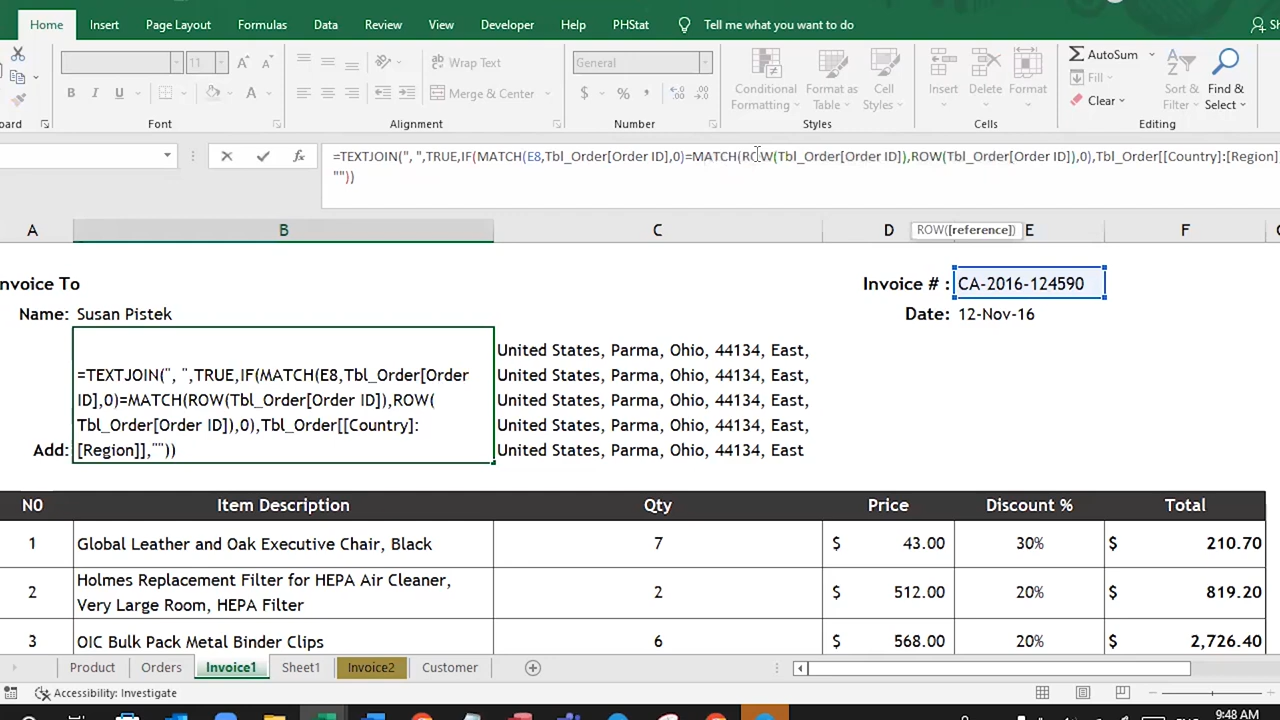 Home Insert Page Layout Formulas Data Review View Developer Help PHStat Tell me what you want to do
Wrap Text General AutoSum
Conditional Format as Cell Insert Delete Format Fill Sort & Find &
Merge & Center $ % Formatting Table Styles Clear Filter Select
Font Alignment Number Styles Cells Editing
=TEXTJOIN(", ",TRUE,IF(MATCH(E8,Tbl_Order[Order ID],0)=MATCH(ROW(Tbl_Order[Order ID]),ROW(Tbl_Order[Order ID]),0),Tbl_Order[[Country]:[Region]
""))
A B C D E F
ROW([reference])
nvoice To Invoice # : CA-2016-124590
Name: Susan Pistek Date: 12-Nov-16
=TEXTJOIN(", ",TRUE,IF(MATCH(E8,Tbl_Order[Order
ID],0)=MATCH(ROW(Tbl_Order[Order ID]),ROW(
Tbl_Order[Order ID]),0),Tbl_Order[[Country]:
[Region]],""))
Add:
United States, Parma, Ohio, 44134, East,
United States, Parma, Ohio, 44134, East,
United States, Parma, Ohio, 44134, East,
United States, Parma, Ohio, 44134, East,
United States, Parma, Ohio, 44134, East
N0 Item Description Qty Price Discount % Total
1 Global Leather and Oak Executive Chair, Black 7 $ 43.00 30% $ 210.70
2 Holmes Replacement Filter for HEPA Air Cleaner,
Very Large Room, HEPA Filter 2 $ 512.00 20% $ 819.20
3 OIC Bulk Pack Metal Binder Clips 6 $ 568.00 20% $ 2,726.40
Product Orders Invoice1 Sheet1 Invoice2 Customer
Accessibility: Investigate
9:48 AM